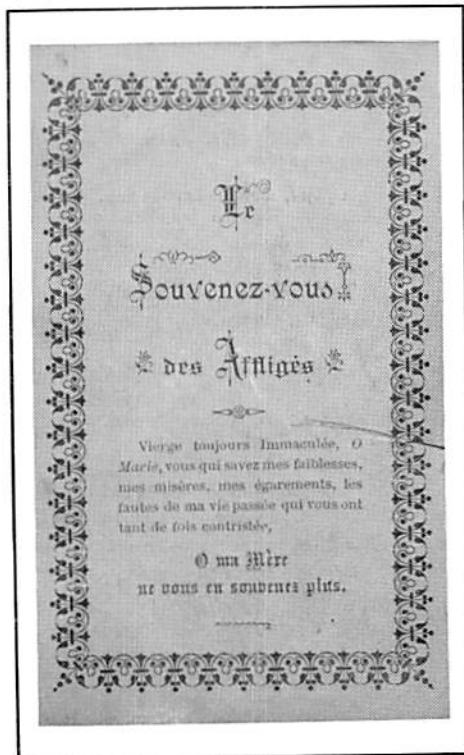 Le
Souvenez-vous
des Affligés
Vierge toujours Immaculée, O
Marie, vous qui savez mes faiblesses,
mes misères, mes égarements, les
fautes de ma vie passée qui vous ont
tant de fois contristée,
O ma Mère
ne vous en souvenez plus.